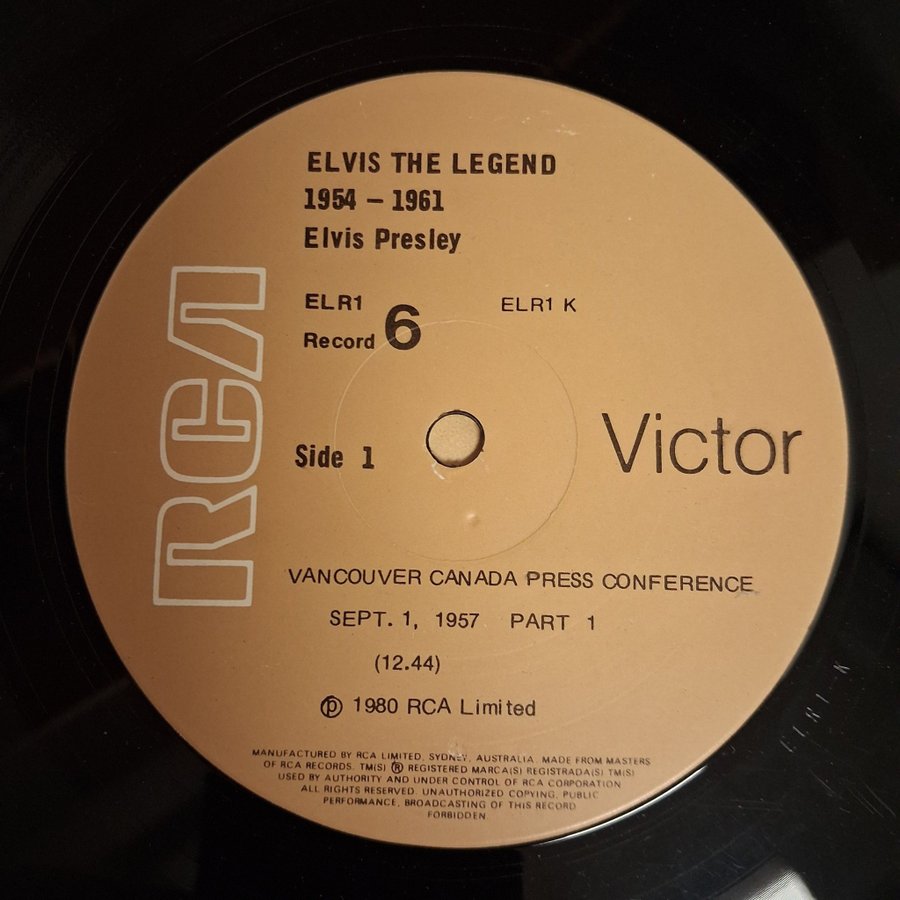 ELVIS THE LEGEND
1954 – 1961
Elvis Presley
ELR1 ELR1 K
Record 6
RCA
Side 1
Victor
VANCOUVER CANADA PRESS CONFERENCE
SEPT. 1, 1957 PART 1
(12.44)
℗ 1980 RCA Limited
MANUFACTURED BY RCA LIMITED, SYDNEY, AUSTRALIA. MADE FROM MASTERS
OF RCA RECORDS. TM(S) ® REGISTERED MARCA(S) REGISTRADA(S) TM(S)
USED BY AUTHORITY AND UNDER CONTROL OF RCA CORPORATION
ALL RIGHTS RESERVED. UNAUTHORIZED COPYING, PUBLIC
PERFORMANCE, BROADCASTING OF THIS RECORD
FORBIDDEN
ELR1-K